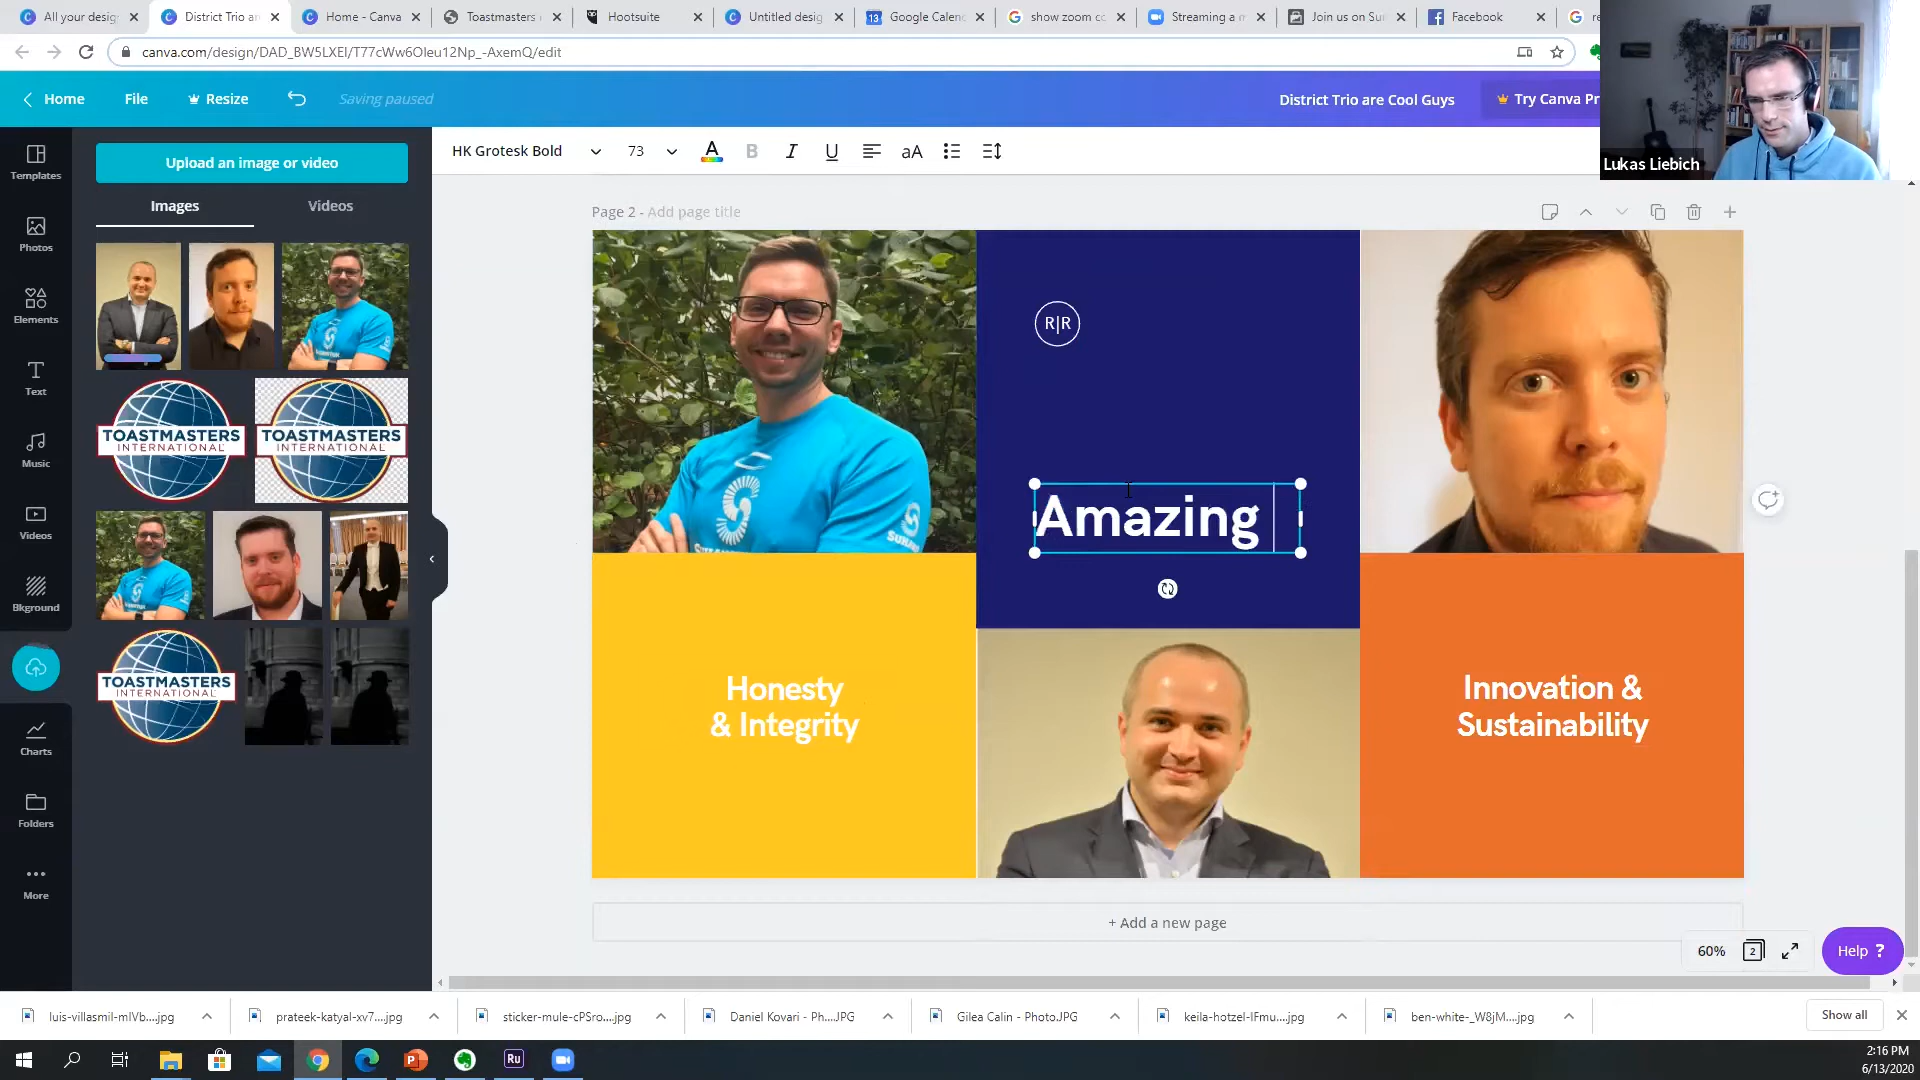 All your desig
District Trio ar
Home - Canva
Toastmasters
Hootsuite
Untitled desig
Google Calen
show zoom co
Streaming a m
Join us on Su
Facebook
re
canva.com/design/DAD_BW5LXEI/T77cWw6Oleu12Np_-AxemQ/edit
Home
File
Resize
Saving paused
District Trio are Cool Guys
Try Canva Pr
Lukas Liebich
Templates
Photos
Elements
Text
Music
Videos
Bkground
Charts
Folders
More
Upload an image or video
Images
Videos
TOASTMASTERS
INTERNATIONAL
TOASTMASTERS
INTERNATIONAL
TOASTMASTERS
INTERNATIONAL
HK Grotesk Bold
73
A
B
I
U
aA
Page 2 - Add page title
R|R
Amazing
Honesty
& Integrity
Innovation &
Sustainability
+ Add a new page
60%
2
Help ?
luis-villasmil-mlVb....jpg
prateek-katyal-xv7....jpg
sticker-mule-cPSro....jpg
Daniel Kovari - Ph....JPG
Gilea Calin - Photo.JPG
keila-hotzel-lFmu....jpg
ben-white-_W8jM....jpg
Show all
Ru
2:16 PM
6/13/2020